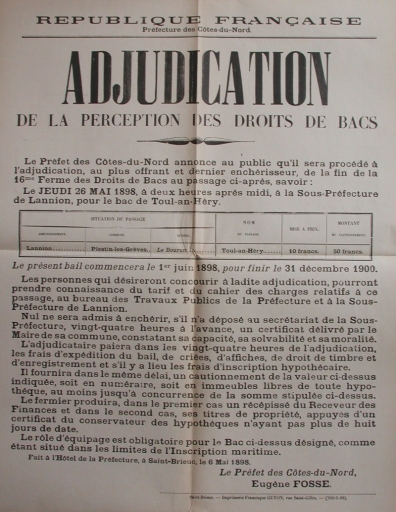 REPUBLIQUE FRANÇAISE
Préfecture des Côtes-du-Nord.
ADJUDICATION
DE LA PERCEPTION DES DROITS DE BACS
Le Préfet des Côtes-du-Nord annonce au public qu'il sera procédé à
l'adjudication, au plus offrant et dernier enchérisseur, de la fin de la
16me Ferme des Droits de Bacs au passage ci-après, savoir :
Le JEUDI 26 MAI 1898, à deux heures après midi, à la Sous-Préfecture
de Lannion, pour le bac de Toul-an-Héry.
SITUATION DU PASSAGE NOM DU PASSAGE MISE A PRIX. MONTANT
Lannion Plestin-les-Grèves. Toul-an-Héry 10 francs. 50 francs.
Le présent bail commencera le 1er juin 1898, pour finir le 31 décembre 1900.
Les personnes qui désireront concourir à ladite adjudication, pourront
prendre connaissance du tarif et du cahier des charges relatifs à ce
passage, au bureau des Travaux Publics de la Préfecture et à la Sous-
Préfecture de Lannion.
Nul ne sera admis à enchérir, s'il n'a déposé au secrétariat de la Sous-
Préfecture, vingt-quatre heures à l'avance, un certificat délivré par le
Maire de sa commune, constatant sa capacité, sa solvabilité et sa moralité.
L'adjudicataire paiera dans les vingt-quatre heures de l'adjudication,
les frais d'expédition du bail, de criées, d'affiches, de droit de timbre et
d'enregistrement et s'il y a lieu les frais d'inscription hypothécaire.
Il fournira dans le même délai, un cautionnement de la valeur ci-dessus
indiquée, soit en numéraire, soit en immeubles libres de toute hypo-
thèque, au moins jusqu'à concurrence de la somme stipulée ci-dessus.
Le fermier produira, dans le premier cas un récépissé du Receveur des
Finances et dans le second cas, ses titres de propriété, appuyés d'un
certificat du conservateur des hypothèques n'ayant pas plus de huit
jours de date.
Le rôle d'équipage est obligatoire pour le Bac ci-dessus désigné, comme
étant situé dans les limites de l'Inscription maritime.
Fait à l'Hôtel de la Préfecture, à Saint-Brieuc, le 6 Mai 1898.
Le Préfet des Côtes-du-Nord,
Eugène FOSSE.
Saint-Brieuc. — Imprimerie Francisque GUYON, rue Saint-Gilles.